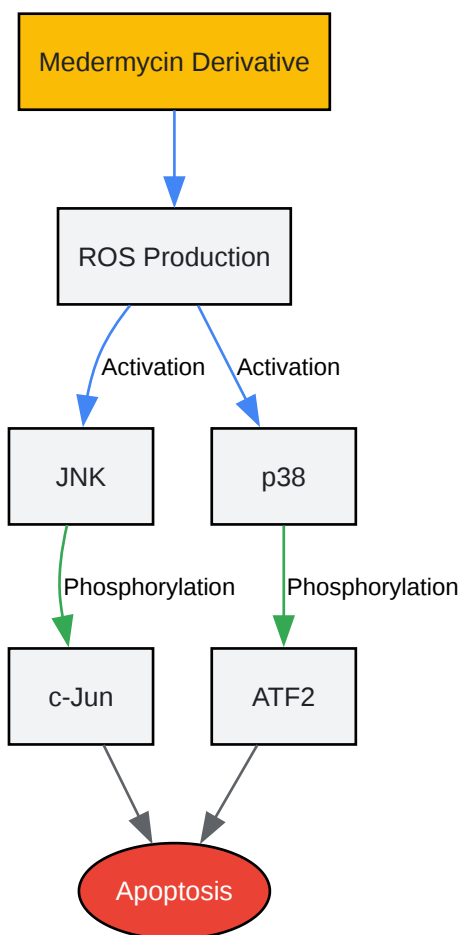 Medermycin Derivative
ROS Production
Activation
Activation
JNK
p38
Phosphorylation
Phosphorylation
c-Jun
ATF2
Apoptosis